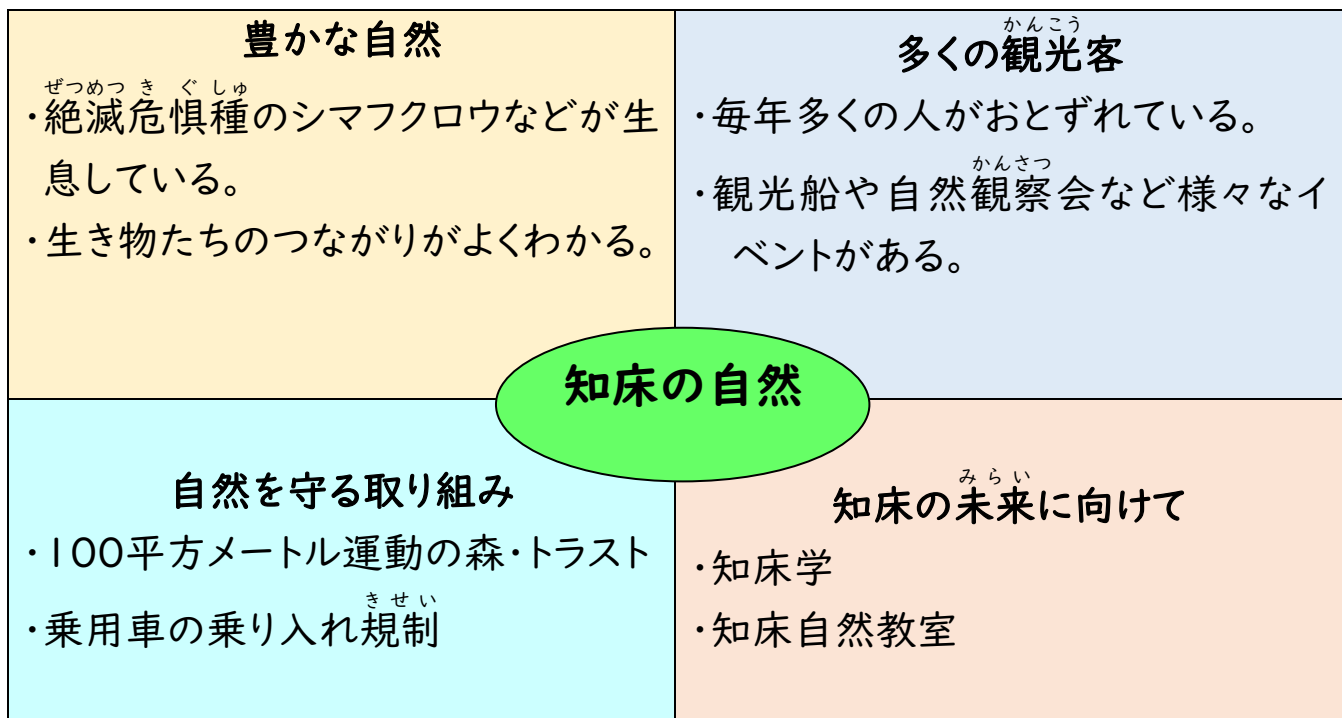 豊かな自然
ぜつめつきぐしゅ
・絶滅危惧種のシマフクロウなどが生
息している。
・生き物たちのつながりがよくわかる。
かんこう
多くの観光客
・毎年多くの人がおとずれている。
かんさつ
・観光船や自然観察会など様々なイ
ベントがある。
知床の自然
自然を守る取り組み
・100平方メートル運動の森・トラスト
きせい
・乗用車の乗り入れ規制
みらい
知床の未来に向けて
・知床学
・知床自然教室